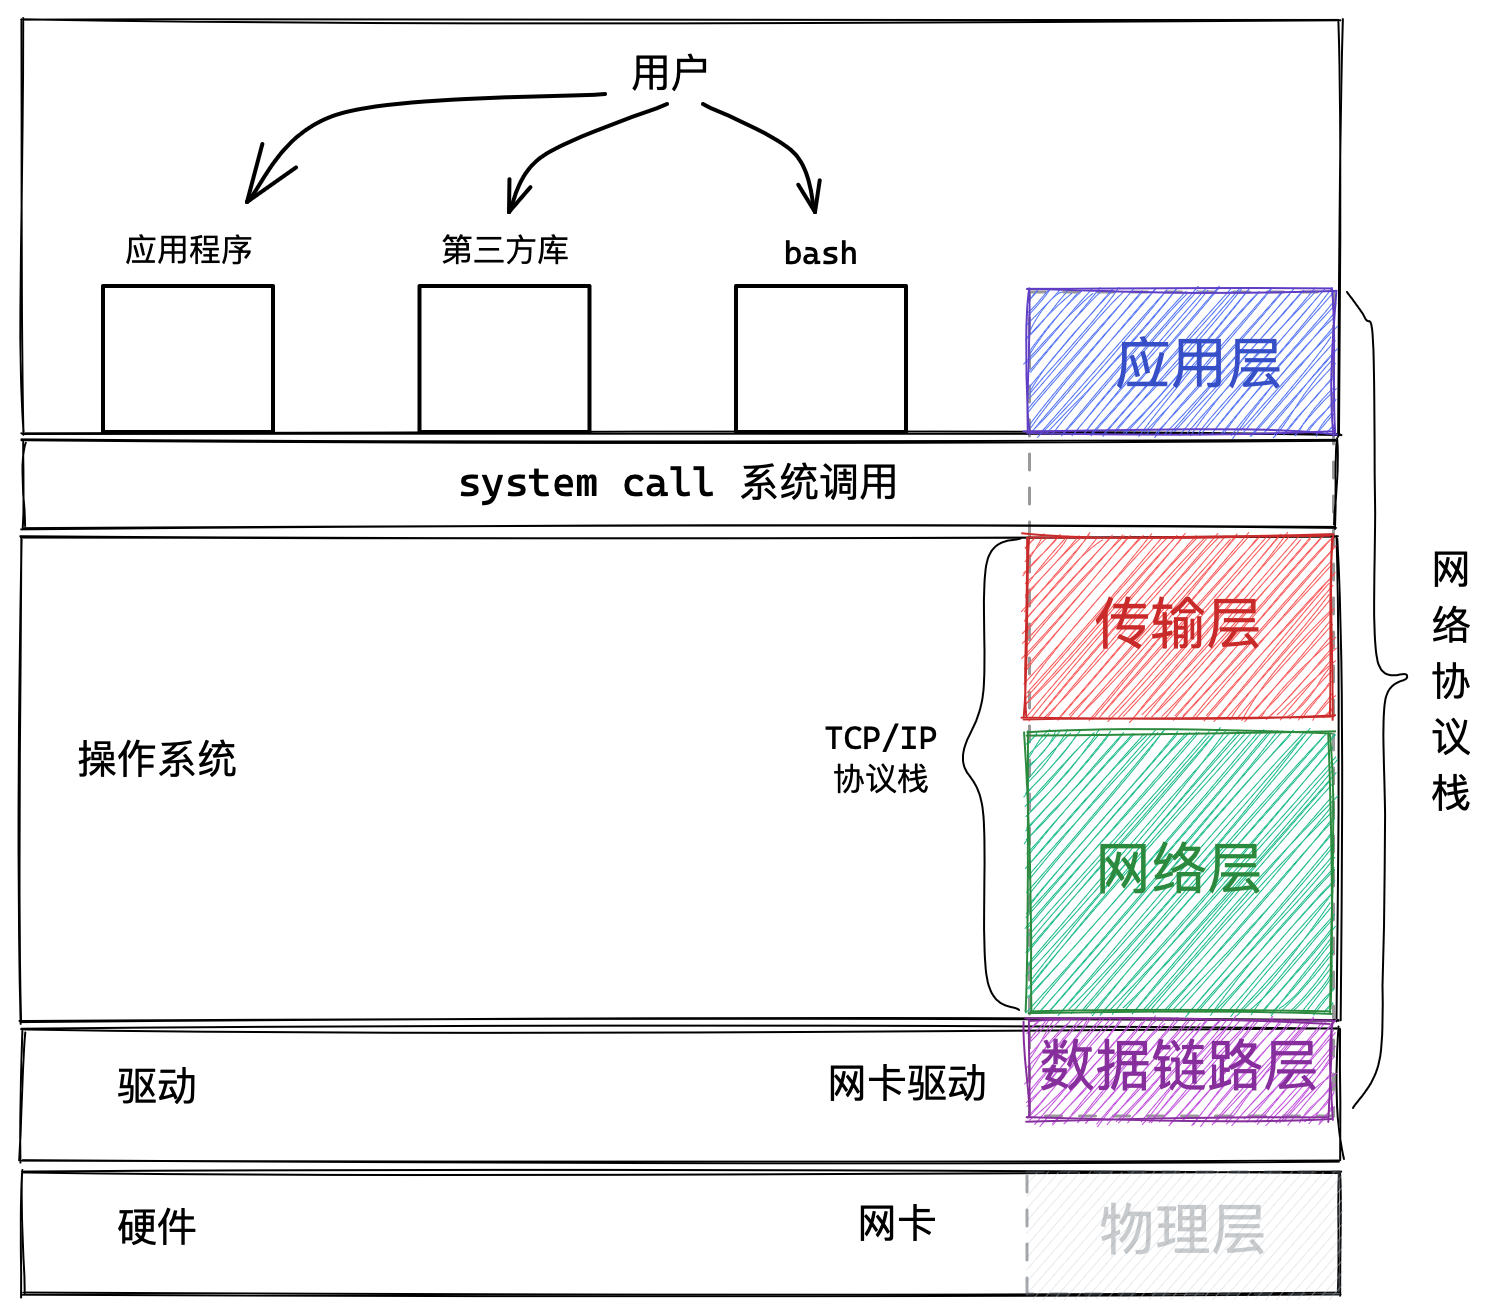 用户
应用程序
第三方库
bash
应用层
system call 系统调用
传输层
操作系统
TCP/IP
协议栈
网络层
网
络
协
议
栈
驱动
网卡驱动
数据链路层
硬件
网卡
物理层